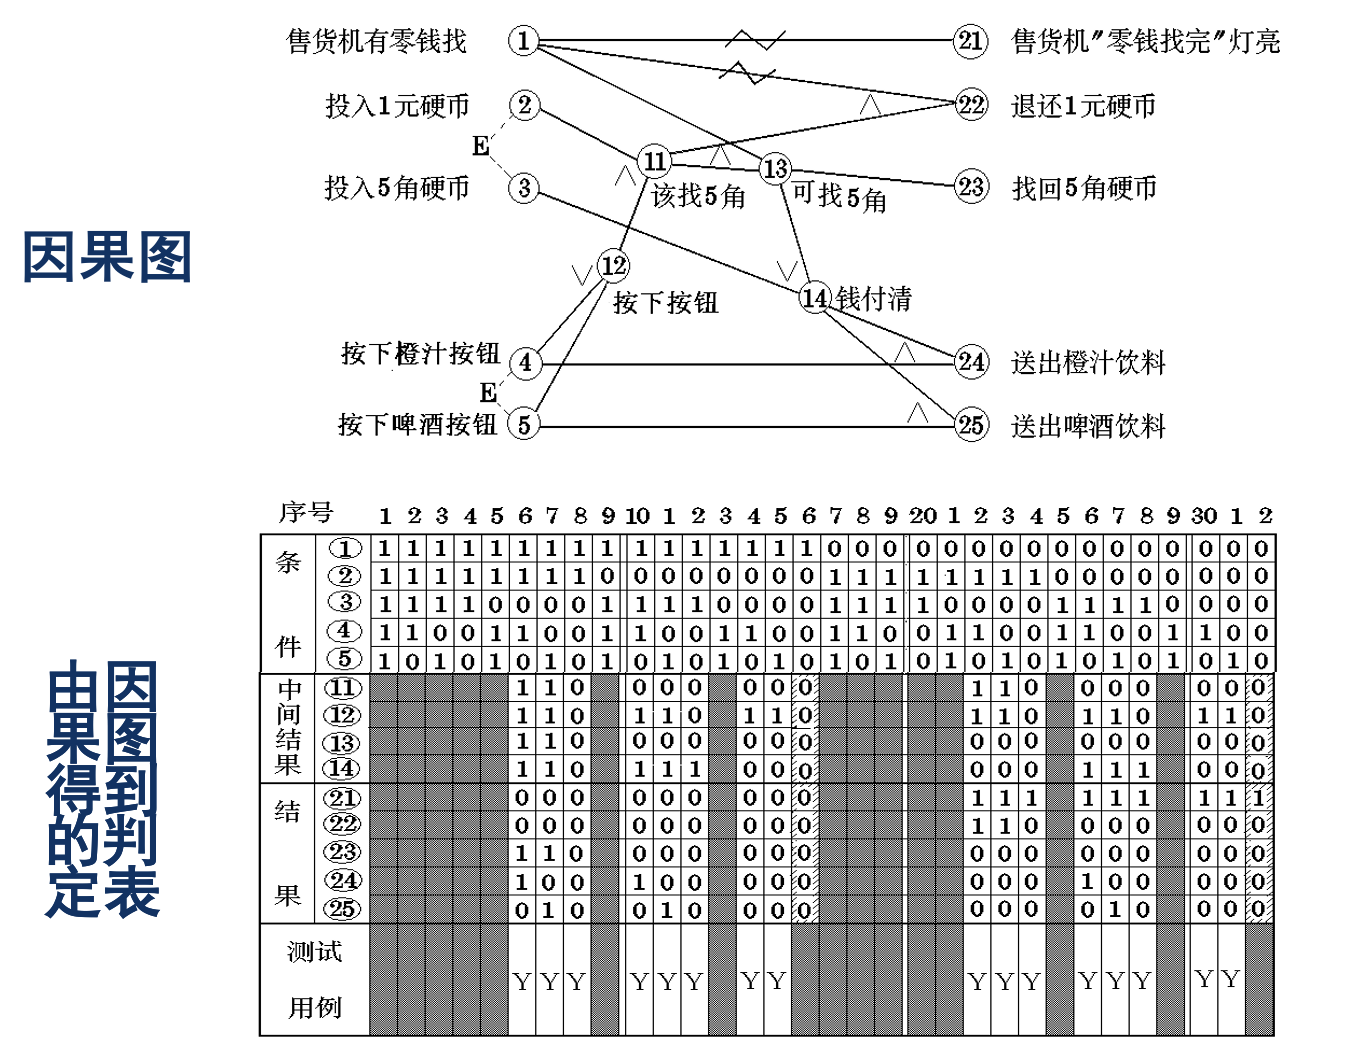 售货机有零钱找 1 21 售货机〃零钱找完〃灯亮
投入1元硬币 2 22 退还1元硬币
E
投入5角硬币 3 11 13 23 找回5角硬币
该找5角 可找5角
因果图
12
按下按钮 14 钱付清
按下橙汁按钮 4 24 送出橙汁饮料
E
按下啤酒按钮 5 25 送出啤酒饮料
由因
果图
得到
的判
定表
序号 1 2 3 4 5 6 7 8 9 10 1 2 3 4 5 6 7 8 9 20 1 2 3 4 5 6 7 8 9 30 1 2
条件
① 1 1 1 1 1 1 1 1 1 1 1 1 1 1 1 1 0 0 0 0 0 0 0 0 0 0 0 0 0 0 0 0
② 1 1 1 1 1 1 1 1 0 0 0 0 0 0 0 0 1 1 1 1 1 1 1 1 0 0 0 0 0 0 0 0
③ 1 1 1 1 0 0 0 0 1 1 1 1 0 0 0 0 1 1 1 1 0 0 0 0 1 1 1 1 0 0 0 0
④ 1 1 0 0 1 1 0 0 1 1 0 0 1 1 0 0 1 1 0 0 1 1 0 0 1 1 0 0 1 1 0 0
⑤ 1 0 1 0 1 0 1 0 1 0 1 0 1 0 1 0 1 0 1 0 1 0 1 0 1 0 1 0 1 0 1 0
中间结果
⑪ 1 1 0 0 0 0 0 0 0 1 1 0 0 0 0 0 0 0
⑫ 1 1 0 1 1 0 1 1 0 1 1 0 1 1 0 1 1 0
⑬ 1 1 0 0 0 0 0 0 0 0 0 0 0 0 0 0 0 0
⑭ 1 1 0 1 1 1 0 0 0 0 0 0 1 1 1 0 0 0
结果
㉑ 0 0 0 0 0 0 0 0 0 1 1 1 1 1 1 1 1 1
㉒ 0 0 0 0 0 0 0 0 0 1 1 0 0 0 0 0 0 0
㉓ 1 1 0 0 0 0 0 0 0 0 0 0 0 0 0 0 0 0
㉔ 1 0 0 1 0 0 0 0 0 0 0 0 1 0 0 0 0 0
㉕ 0 1 0 0 1 0 0 0 0 0 0 0 0 1 0 0 0 0
测试
用例 Y Y Y Y Y Y Y Y Y Y Y Y Y Y Y Y